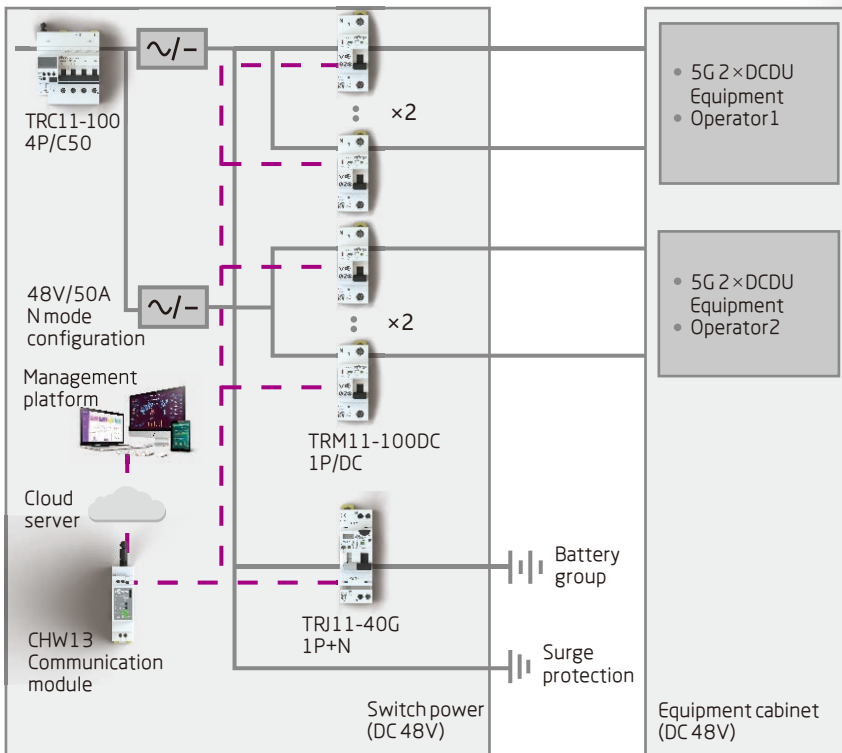 TRC11-100
4P/C50
×2
5G 2×DCDU
Equipment
Operator1
48V/50A
N mode
configuration
×2
5G 2×DCDU
Equipment
Operator2
Management
platform
TRM11-100DC
1P/DC
Cloud
server
Battery
group
TRJ11-40G
1P+N
CHW13
Communication
module
Surge
protection
Switch power
(DC 48V)
Equipment cabinet
(DC 48V)